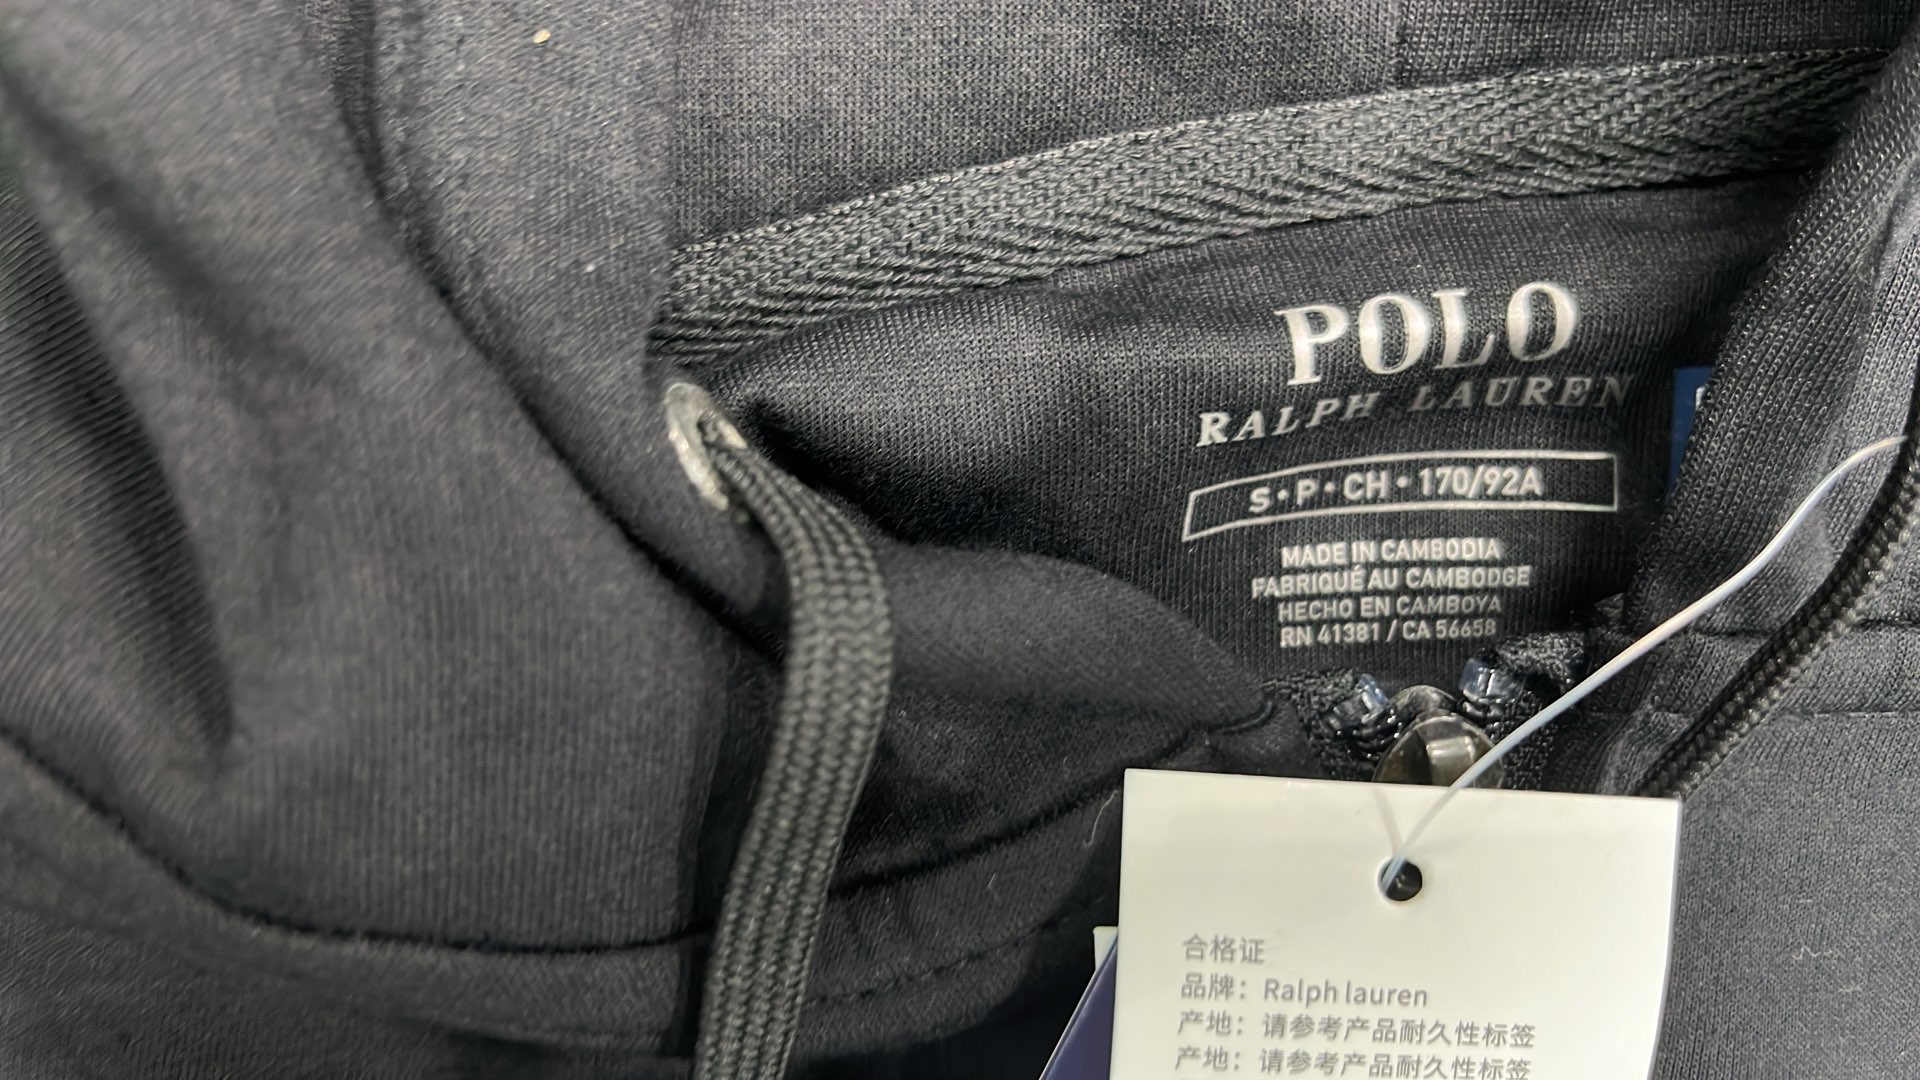 POLO
RALPH LAUREN
S•P•CH•170/92A
MADE IN CAMBODIA
FABRIQUÉ AU CAMBODGE
HECHO EN CAMBOYA
RN 41381 / CA 56658
合格证
品牌：Ralph lauren
产地：请参考产品耐久性标签
产地：请参考产品耐久性标签